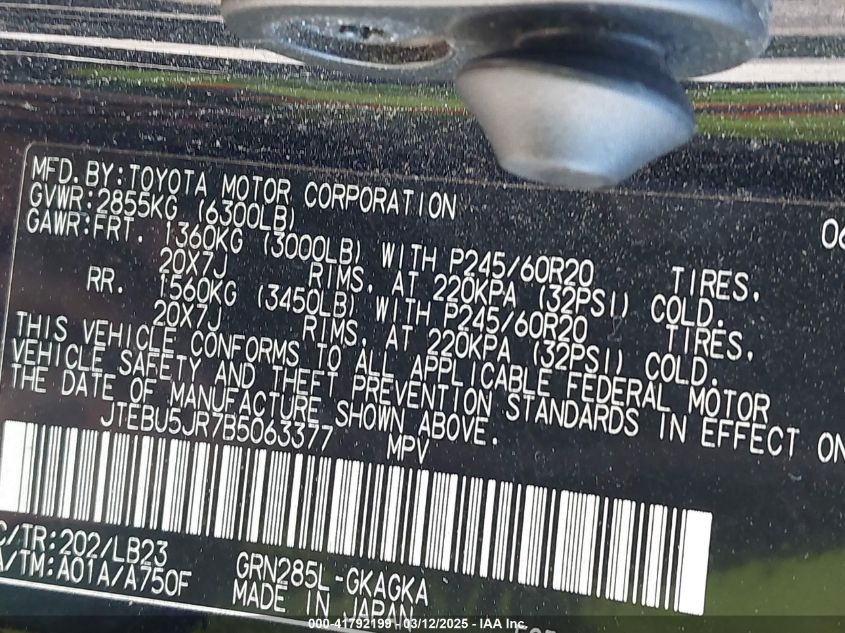 MFD. BY: TOYOTA MOTOR CORPORATION 06
GVWR: 2855KG (6300LB)
GAWR: FRT. 1360KG (3000LB) WITH P245/60R20 TIRES,
20X7J RIMS, AT 220KPA (32PSI) COLD.
RR. 1560KG (3450LB) WITH P245/60R20 TIRES,
20X7J RIMS, AT 220KPA (32PSI) COLD.
THIS VEHICLE CONFORMS TO ALL APPLICABLE FEDERAL MOTOR
VEHICLE SAFETY AND THEFT PREVENTION STANDARDS IN EFFECT ON
THE DATE OF MANUFACTURE SHOWN ABOVE.
JTEBU5JR7B5063377 MPV
C/TR: 202/LB23
A/TM: A01A/A750F
GRN285L-GKAGKA
MADE IN JAPAN
000-41792199 - 03/12/2025 - IAA Inc.